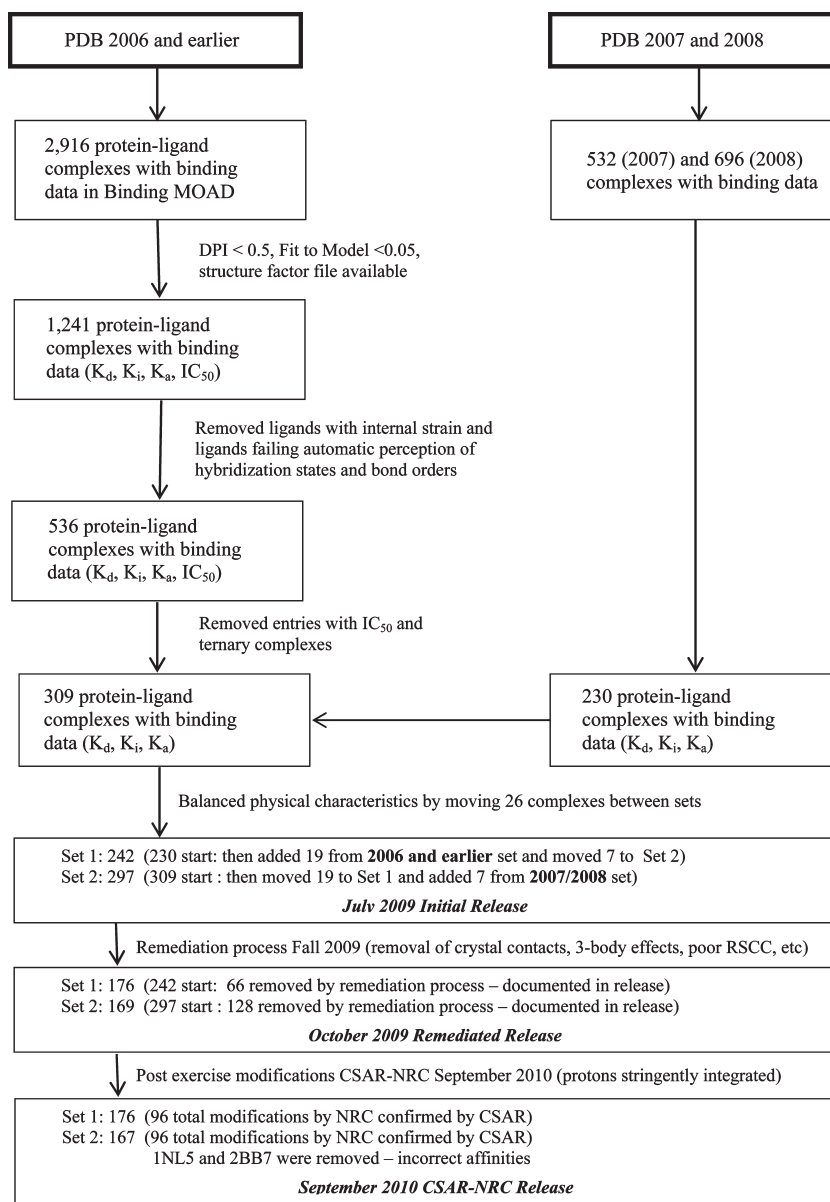 PDB 2006 and earlier
PDB 2007 and 2008
2,916 protein-ligand
complexes with binding
data in Binding MOAD
532 (2007) and 696 (2008)
complexes with binding data
DPI < 0.5, Fit to Model <0.05,
structure factor file available
1,241 protein-ligand
complexes with binding
data (Kd, Ki, Ka, IC50)
Removed ligands with internal strain and
ligands failing automatic perception of
hybridization states and bond orders
536 protein-ligand
complexes with binding
data (Kd, Ki, Ka, IC50)
Removed entries with IC50 and
ternary complexes
309 protein-ligand
complexes with binding
data (Kd, Ki, Ka)
230 protein-ligand
complexes with binding
data (Kd, Ki, Ka)
Balanced physical characteristics by moving 26 complexes between sets
Set 1: 242 (230 start: then added 19 from 2006 and earlier set and moved 7 to Set 2)
Set 2: 297 (309 start : then moved 19 to Set 1 and added 7 from 2007/2008 set)
July 2009 Initial Release
Remediation process Fall 2009 (removal of crystal contacts, 3-body effects, poor RSCC, etc)
Set 1: 176 (242 start: 66 removed by remediation process – documented in release)
Set 2: 169 (297 start : 128 removed by remediation process – documented in release)
October 2009 Remediated Release
Post exercise modifications CSAR-NRC September 2010 (protons stringently integrated)
Set 1: 176 (96 total modifications by NRC confirmed by CSAR)
Set 2: 167 (96 total modifications by NRC confirmed by CSAR)
1NL5 and 2BB7 were removed – incorrect affinities
September 2010 CSAR-NRC Release